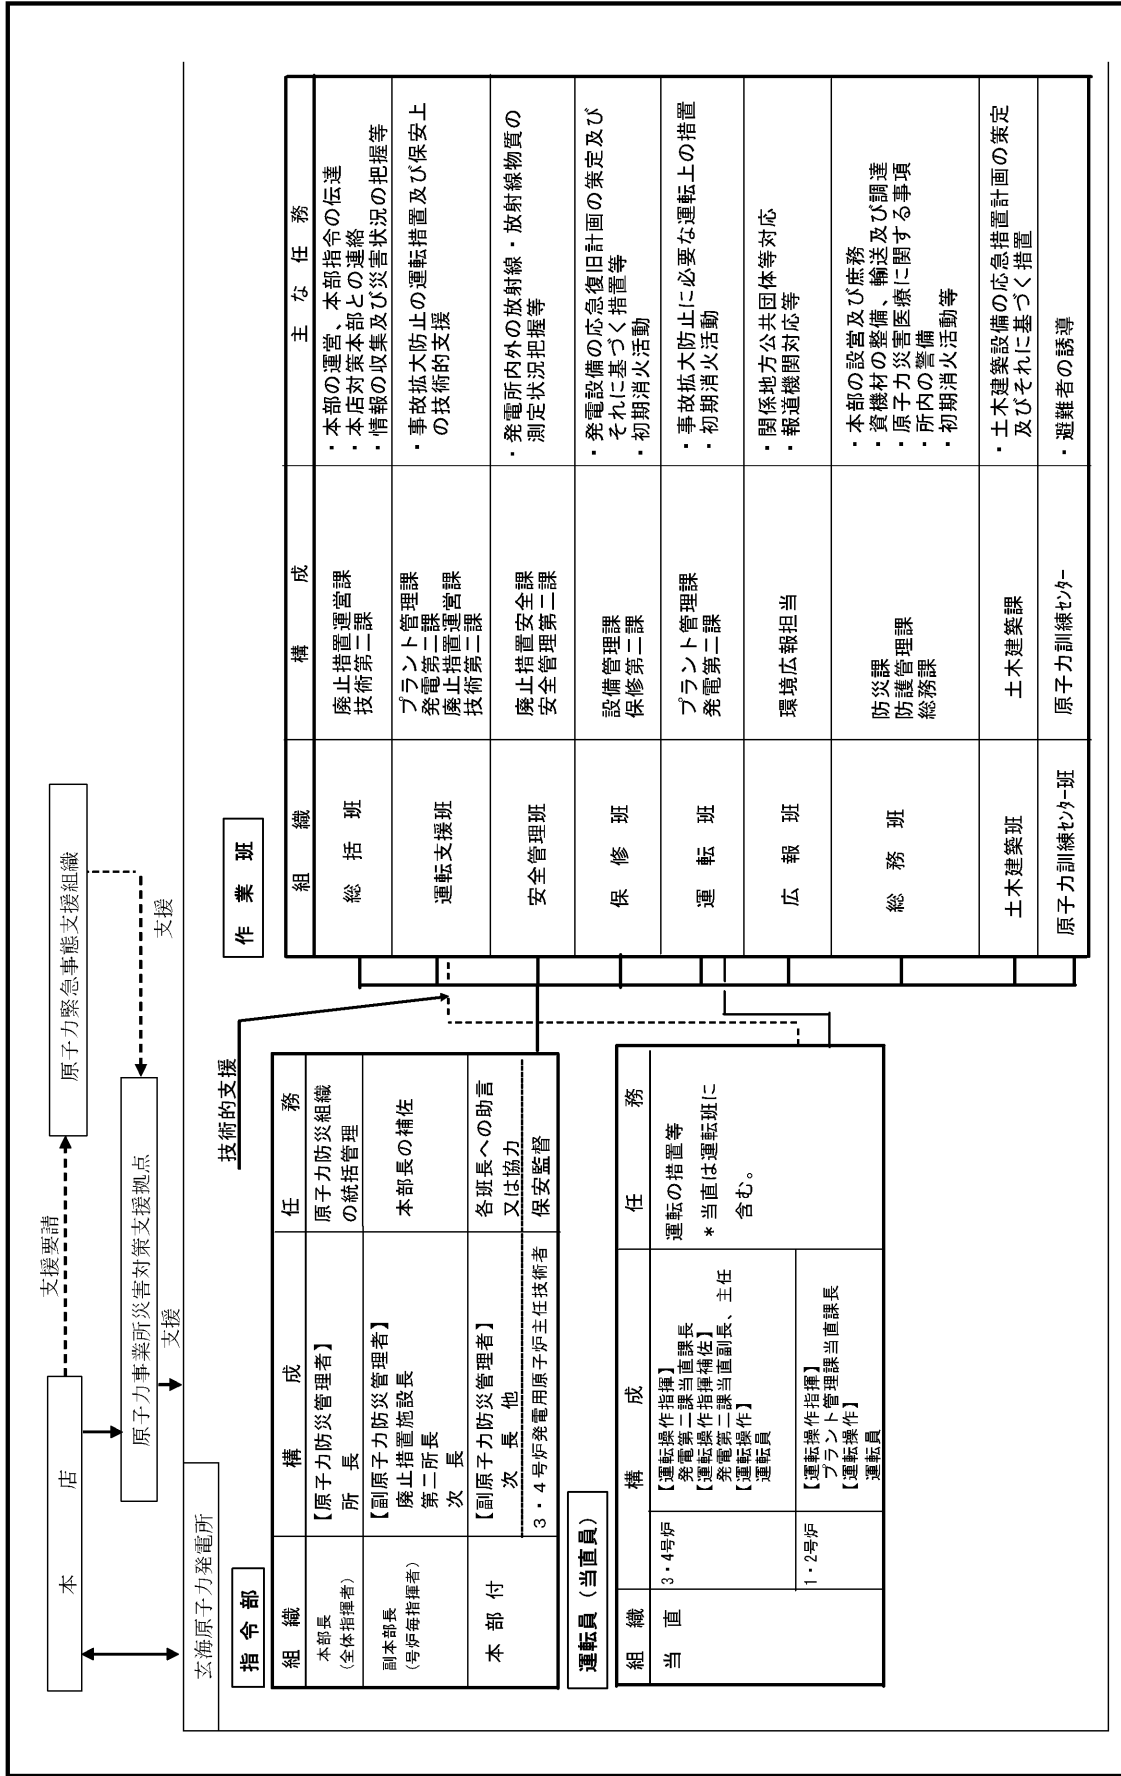 本　　店
支援要請
原子力緊急事態支援組織
原子力事業所災害対策支援拠点
支援
支援
玄海原子力発電所
指 令 部
組　織
構　成
任　務
本部長
(全体指揮者)
【原子力防災管理者】
所　長
原子力防災組織
の統括管理
副本部長
(号炉毎指揮者)
【副原子力防災管理者】
廃止措置施設長
第二所長
次　長
本部長の補佐
本 部 付
【副原子力防災管理者】
次　長　他
各班長への助言
又は協力
3・4号炉発電用原子炉主任技術者
保安監督
技術的支援
運転員（当直員）
組　織
構　成
任　務
当　直
3・4号炉
【運転操作指揮】
発電第二課当直課長
【運転操作指揮補佐】
発電第二課当直副長、主任
【運転操作】
運転員
運転の措置等
＊当直は運転班に
含む。
1・2号炉
【運転操作指揮】
プラント管理課当直課長
【運転操作】
運転員
作 業 班
組　織
構　成
主 な 任 務
総 括 班
廃止措置運営課
技術第二課
・本部の運営、本部指令の伝達
・本店対策本部との連絡
・情報の収集及び災害状況の把握等
運転支援班
プラント管理課
発電第二課
廃止措置運営課
技術第二課
・事故拡大防止の運転措置及び保安上
の技術的支援
安全管理班
廃止措置安全課
安全管理第二課
・発電所内外の放射線・放射線物質の
測定状況把握等
保 修 班
設備管理課
保修第二課
・発電設備の応急復旧計画の策定及び
それに基づく措置等
・初期消火活動
運 転 班
プラント管理課
発電第二課
・事故拡大防止に必要な運転上の措置
・初期消火活動
広 報 班
環境広報担当
・関係地方公共団体等対応
・報道機関対応等
総 務 班
防災課
防護管理課
総務課
・本部の設営及び庶務
・資機材の整備、輸送及び調達
・原子力災害医療に関する事項
・所内の警備
・初期消火活動等
土木建築班
土木建築課
・土木建築設備の応急措置計画の策定
及びそれに基づく措置
原子力訓練ｾﾝﾀｰ班
原子力訓練ｾﾝﾀｰ
・避難者の誘導